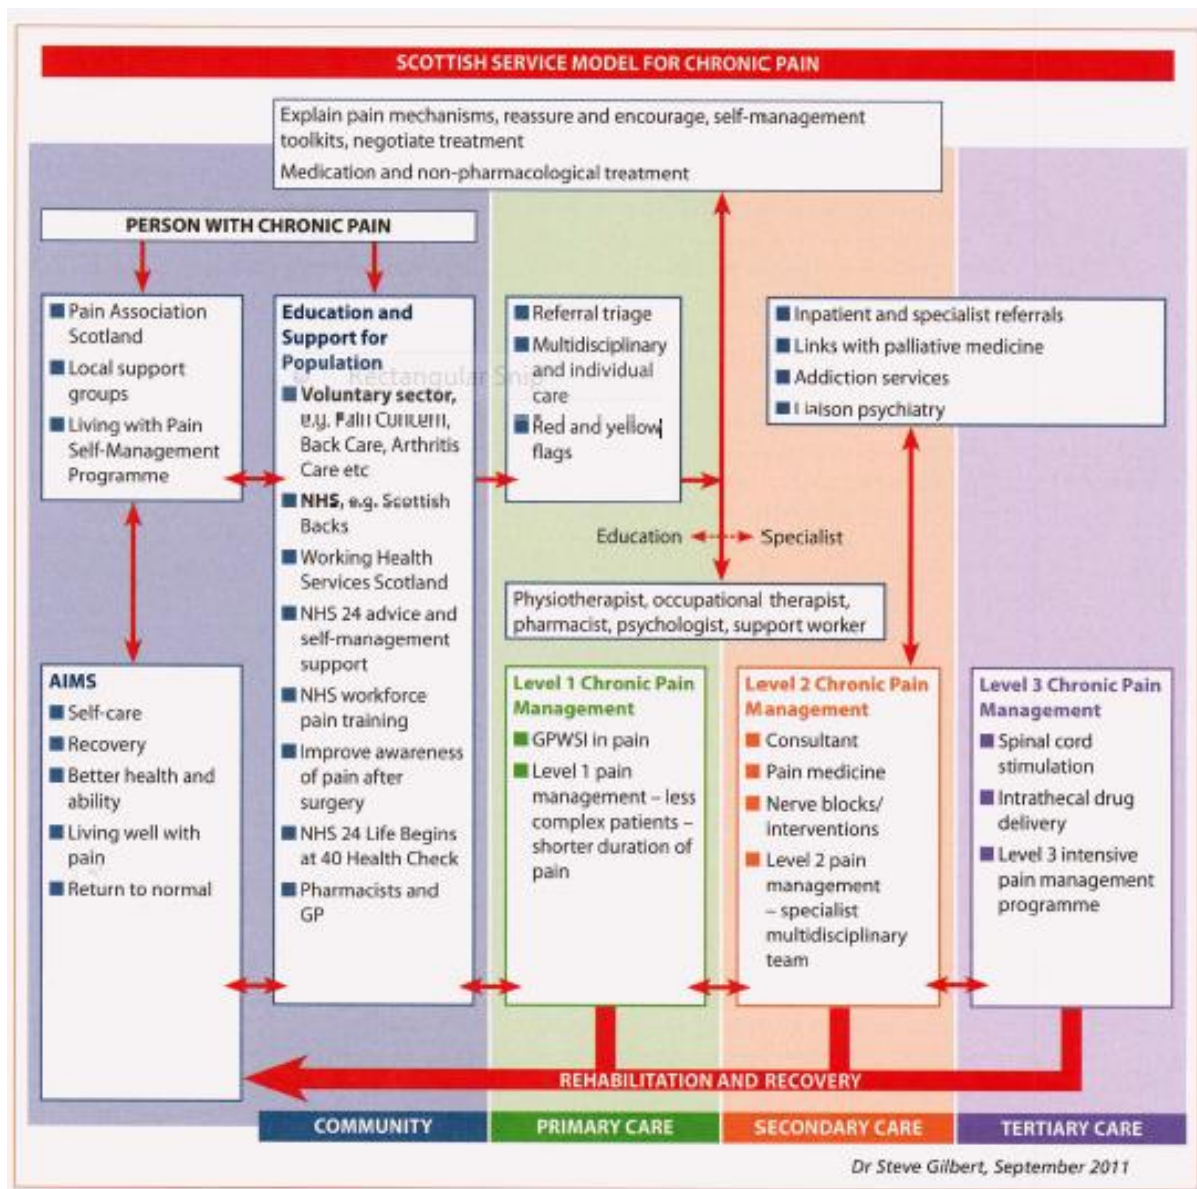 SCOTTISH SERVICE MODEL FOR CHRONIC PAIN
Explain pain mechanisms, reassure and encourage, self-management
toolkits, negotiate treatment
Medication and non-pharmacological treatment
PERSON WITH CHRONIC PAIN
Pain Association
Scotland
Local support
groups
Living with Pain
Self-Management
Programme
Education and
Support for
Population
Voluntary sector,
e.g. Pain Concern,
Back Care, Arthritis
Care etc
NHS, e.g. Scottish
Backs
Working Health
Services Scotland
NHS 24 advice and
self-management
support
NHS workforce
pain training
Improve awareness
of pain after
surgery
NHS 24 Life Begins
at 40 Health Check
Pharmacists and
GP
Rectangular Snip
Referral triage
Multidisciplinary
and individual
care
Red and yellow
flags
Inpatient and specialist referrals
Links with palliative medicine
Addiction services
Liaison psychiatry
Education
Specialist
Physiotherapist, occupational therapist,
pharmacist, psychologist, support worker
AIMS
Self-care
Recovery
Better health and
ability
Living well with
pain
Return to normal
Level 1 Chronic Pain
Management
GPWSI in pain
Level 1 pain
management – less
complex patients –
shorter duration of
pain
Level 2 Chronic Pain
Management
Consultant
Pain medicine
Nerve blocks/
interventions
Level 2 pain
management
– specialist
multidisciplinary
team
Level 3 Chronic Pain
Management
Spinal cord
stimulation
Intrathecal drug
delivery
Level 3 intensive
pain management
programme
REHABILITATION AND RECOVERY
COMMUNITY
PRIMARY CARE
SECONDARY CARE
TERTIARY CARE
Dr Steve Gilbert, September 2011